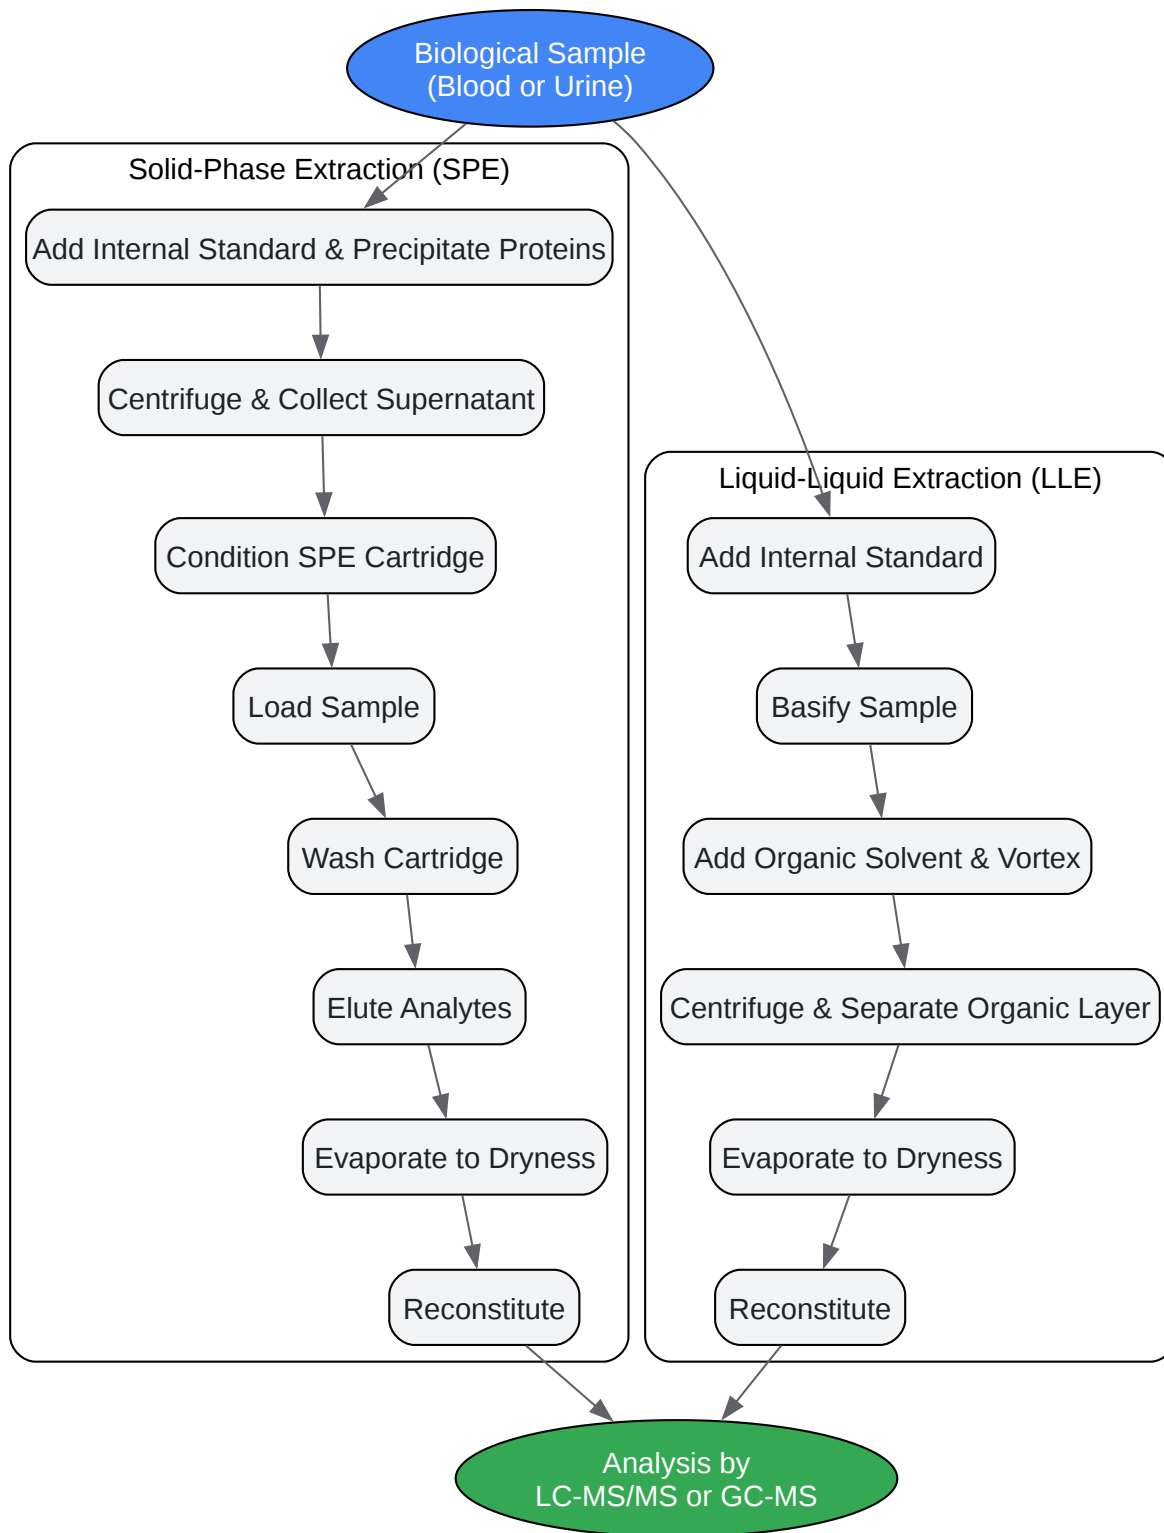 Biological Sample
(Blood or Urine)
Solid-Phase Extraction (SPE)
Add Internal Standard & Precipitate Proteins
Centrifuge & Collect Supernatant
Condition SPE Cartridge
Load Sample
Wash Cartridge
Elute Analytes
Evaporate to Dryness
Reconstitute
Liquid-Liquid Extraction (LLE)
Add Internal Standard
Basify Sample
Add Organic Solvent & Vortex
Centrifuge & Separate Organic Layer
Evaporate to Dryness
Reconstitute
Analysis by
LC-MS/MS or GC-MS